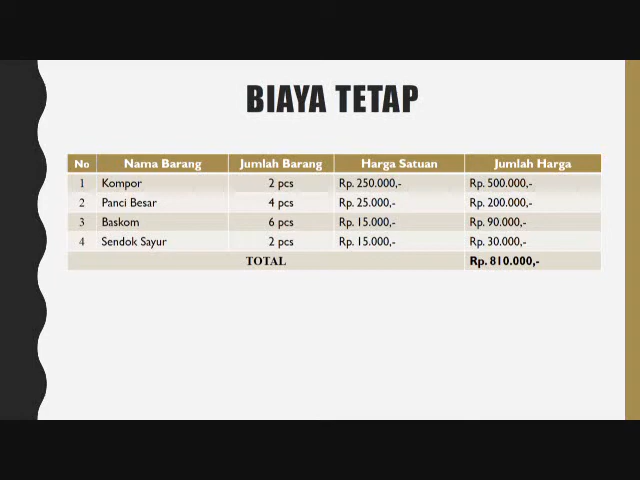 BIAYA TETAP
No Nama Barang Jumlah Barang Harga Satuan Jumlah Harga
1 Kompor 2 pcs Rp. 250.000,- Rp. 500.000,-
2 Panci Besar 4 pcs Rp. 25.000,- Rp. 200.000,-
3 Baskom 6 pcs Rp. 15.000,- Rp. 90.000,-
4 Sendok Sayur 2 pcs Rp. 15.000,- Rp. 30.000,-
TOTAL Rp. 810.000,-